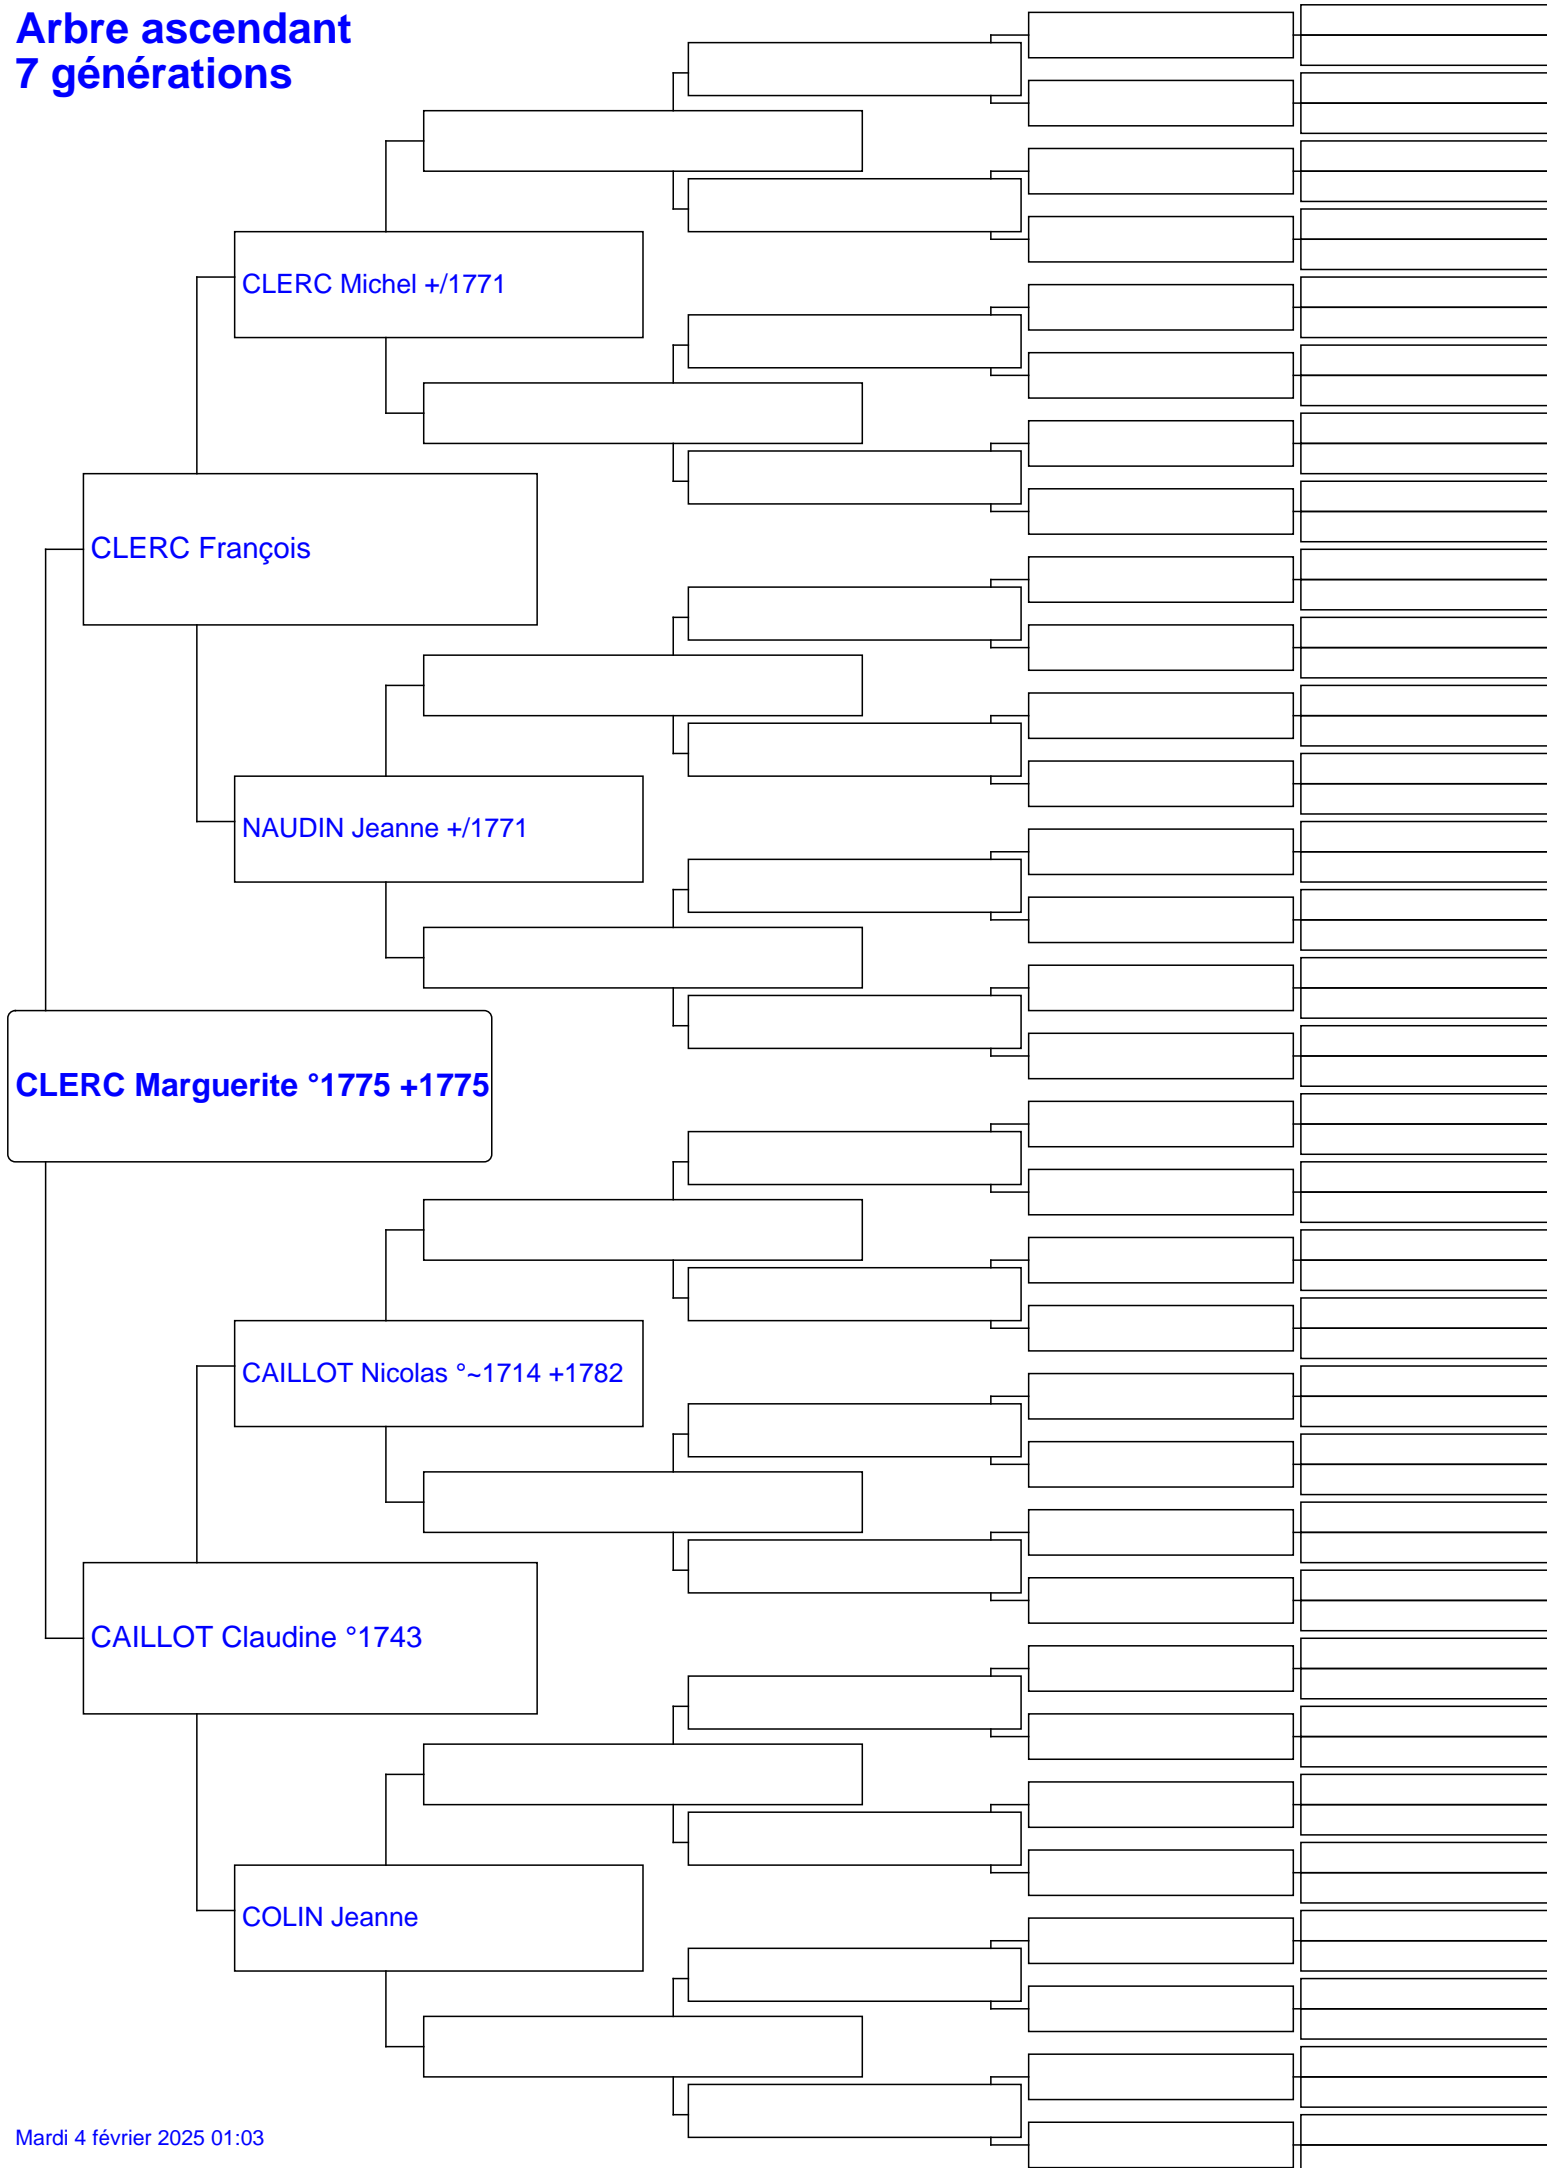 Arbre ascendant
7 générations
CLERC Michel +/1771
CLERC François
NAUDIN Jeanne +/1771
CLERC Marguerite °1775 +1775
CAILLOT Nicolas °~1714 +1782
CAILLOT Claudine °1743
COLIN Jeanne
Mardi 4 février 2025 01:03